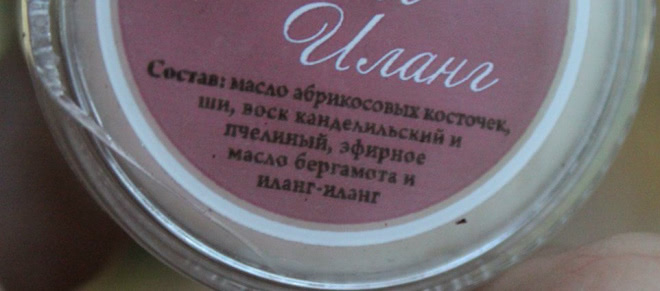 Иланг
Состав: масло абрикосовых косточек,
ши, воск канделильский и
пчелиный, эфирное
масло бергамота и
иланг-иланг